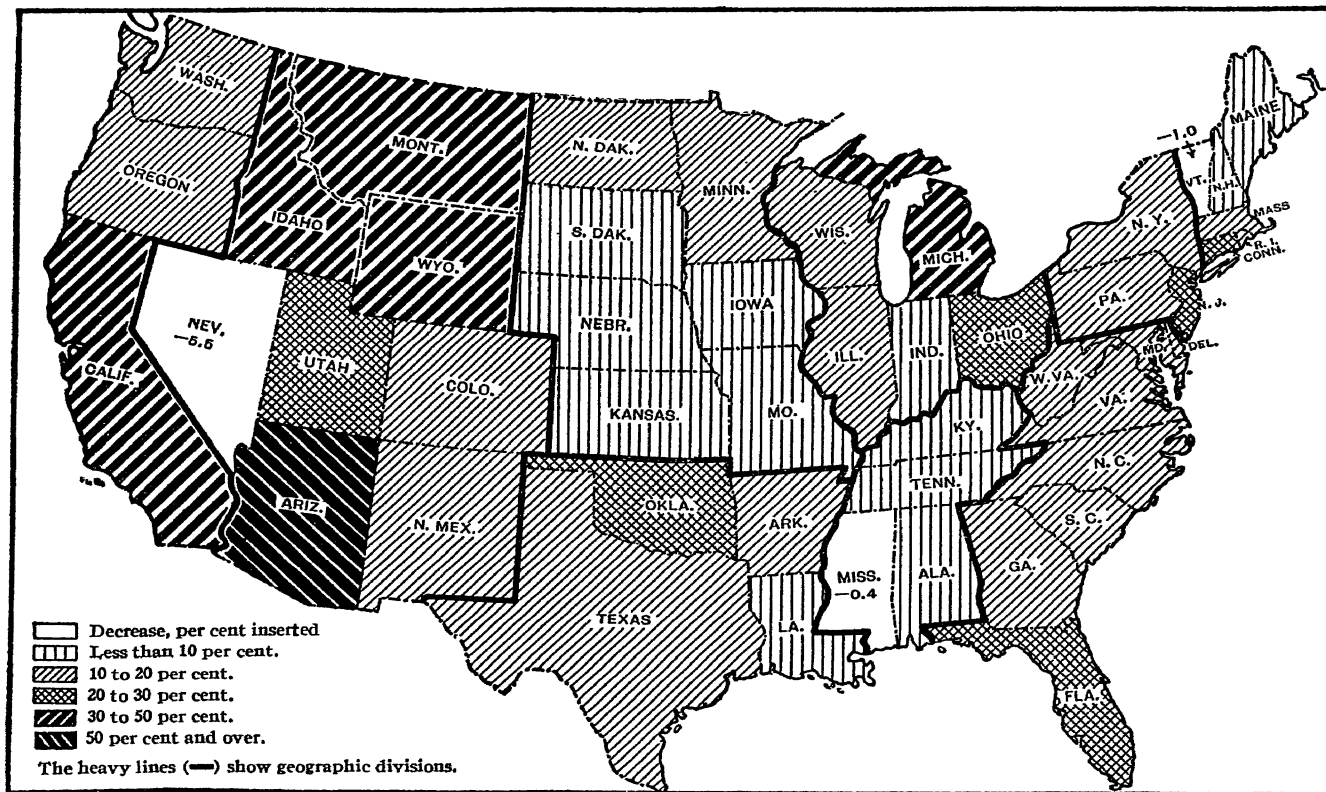 WASH.
OREGON
CALIF.
NEV.
—5.5
IDAHO
MONT.
WYO.
UTAH
COLO.
ARIZ.
N. MEX.
N. DAK.
S. DAK.
NEBR.
KANSAS.
OKLA.
TEXAS
MINN.
IOWA
MO.
ARK.
LA.
WIS.
ILL.
MICH.
IND.
OHIO
KY.
TENN.
MISS.
—0.4
ALA.
GA.
FLA.
S. C.
N. C.
VA.
W. VA.
MD.
DEL.
PA.
N. J.
N. Y.
CONN.
R. I.
MASS
VT.
N.H.
—1.0
MAINE
Decrease, per cent inserted
Less than 10 per cent.
10 to 20 per cent.
20 to 30 per cent.
30 to 50 per cent.
50 per cent and over.
The heavy lines (—) show geographic divisions.